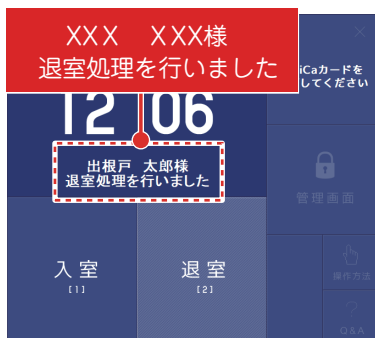 XXX XXX様
退室処理を行いました
iCaカードを
してください
12 06
出根戸 太郎様
退室処理を行いました
管理画面
入室
[1]
退室
[2]
操作方法
Q&A